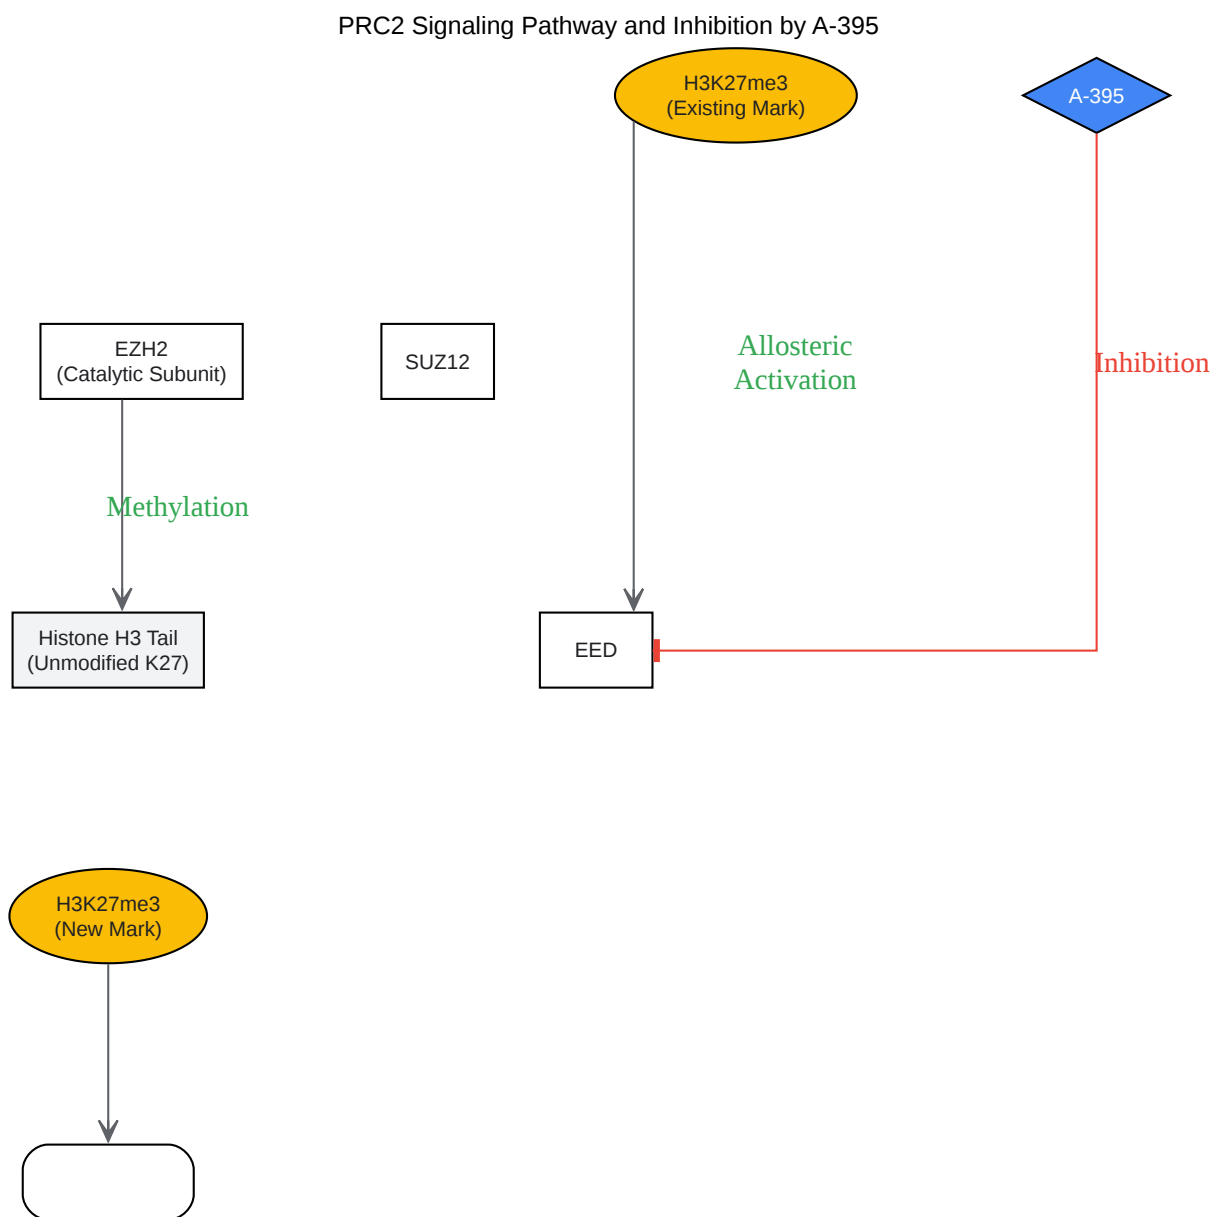 PRC2 Signaling Pathway and Inhibition by A-395
H3K27me3
(Existing Mark)
A-395
EZH2
(Catalytic Subunit)
SUZ12
Allosteric
Activation
Inhibition
Methylation
Histone H3 Tail
(Unmodified K27)
EED
H3K27me3
(New Mark)